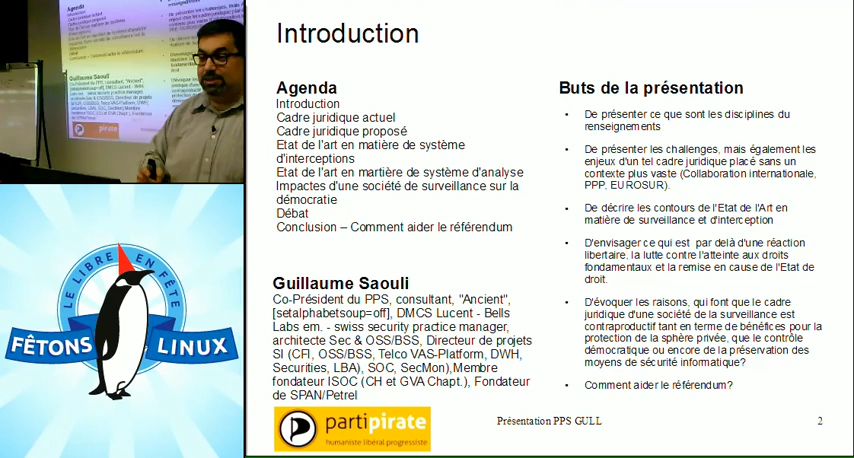 Introduction
Agenda
Introduction
Cadre juridique actuel
Cadre juridique proposé
Etat de l'art en matière de système
d'interceptions
Etat de l'art en martière de système d'analyse
Impactes d'une société de surveillance sur la
démocratie
Débat
Conclusion – Comment aider le référendum
Guillaume Saouli
Co-Président du PPS, consultant, "Ancient",
[setalphabetsoup=off], DMCS Lucent - Bells
Labs em. - swiss security practice manager,
architecte Sec & OSS/BSS, Directeur de projets
SI (CFI, OSS/BSS, Telco VAS-Platform, DWH,
Securities, LBA), SOC, SecMon),Membre
fondateur ISOC (CH et GVA Chapt.), Fondateur
de SPAN/Petrel
partipirate
humaniste libéral progressiste
Buts de la présentation
• De présenter ce que sont les disciplines du
renseignements
• De présenter les challenges, mais également les
enjeux d'un tel cadre juridique placé sans un
contexte plus vaste (Collaboration internationale,
PPP, EUROSUR).
• De décrire les contours de l'Etat de l'Art en
matière de surveillance et d'interception
• D'envisager ce qui est par delà d'une réaction
libertaire, la lutte contre l'atteinte aux droits
fondamentaux et la remise en cause de l'Etat de
droit.
• D'évoquer les raisons, qui font que le cadre
juridique d'une société de la surveillance est
contraproductif tant en terme de bénéfices pour la
protection de la sphère privée, que le contrôle
démocratique ou encore de la préservation des
moyens de sécurité informatique?
• Comment aider le référendum?
Présentation PPS GULL
2
LE LIBRE EN FÊTE
FÊTONS LINUX
Agenda
Introduction
Cadre juridique actuel
Guillaume Saouli
pirate